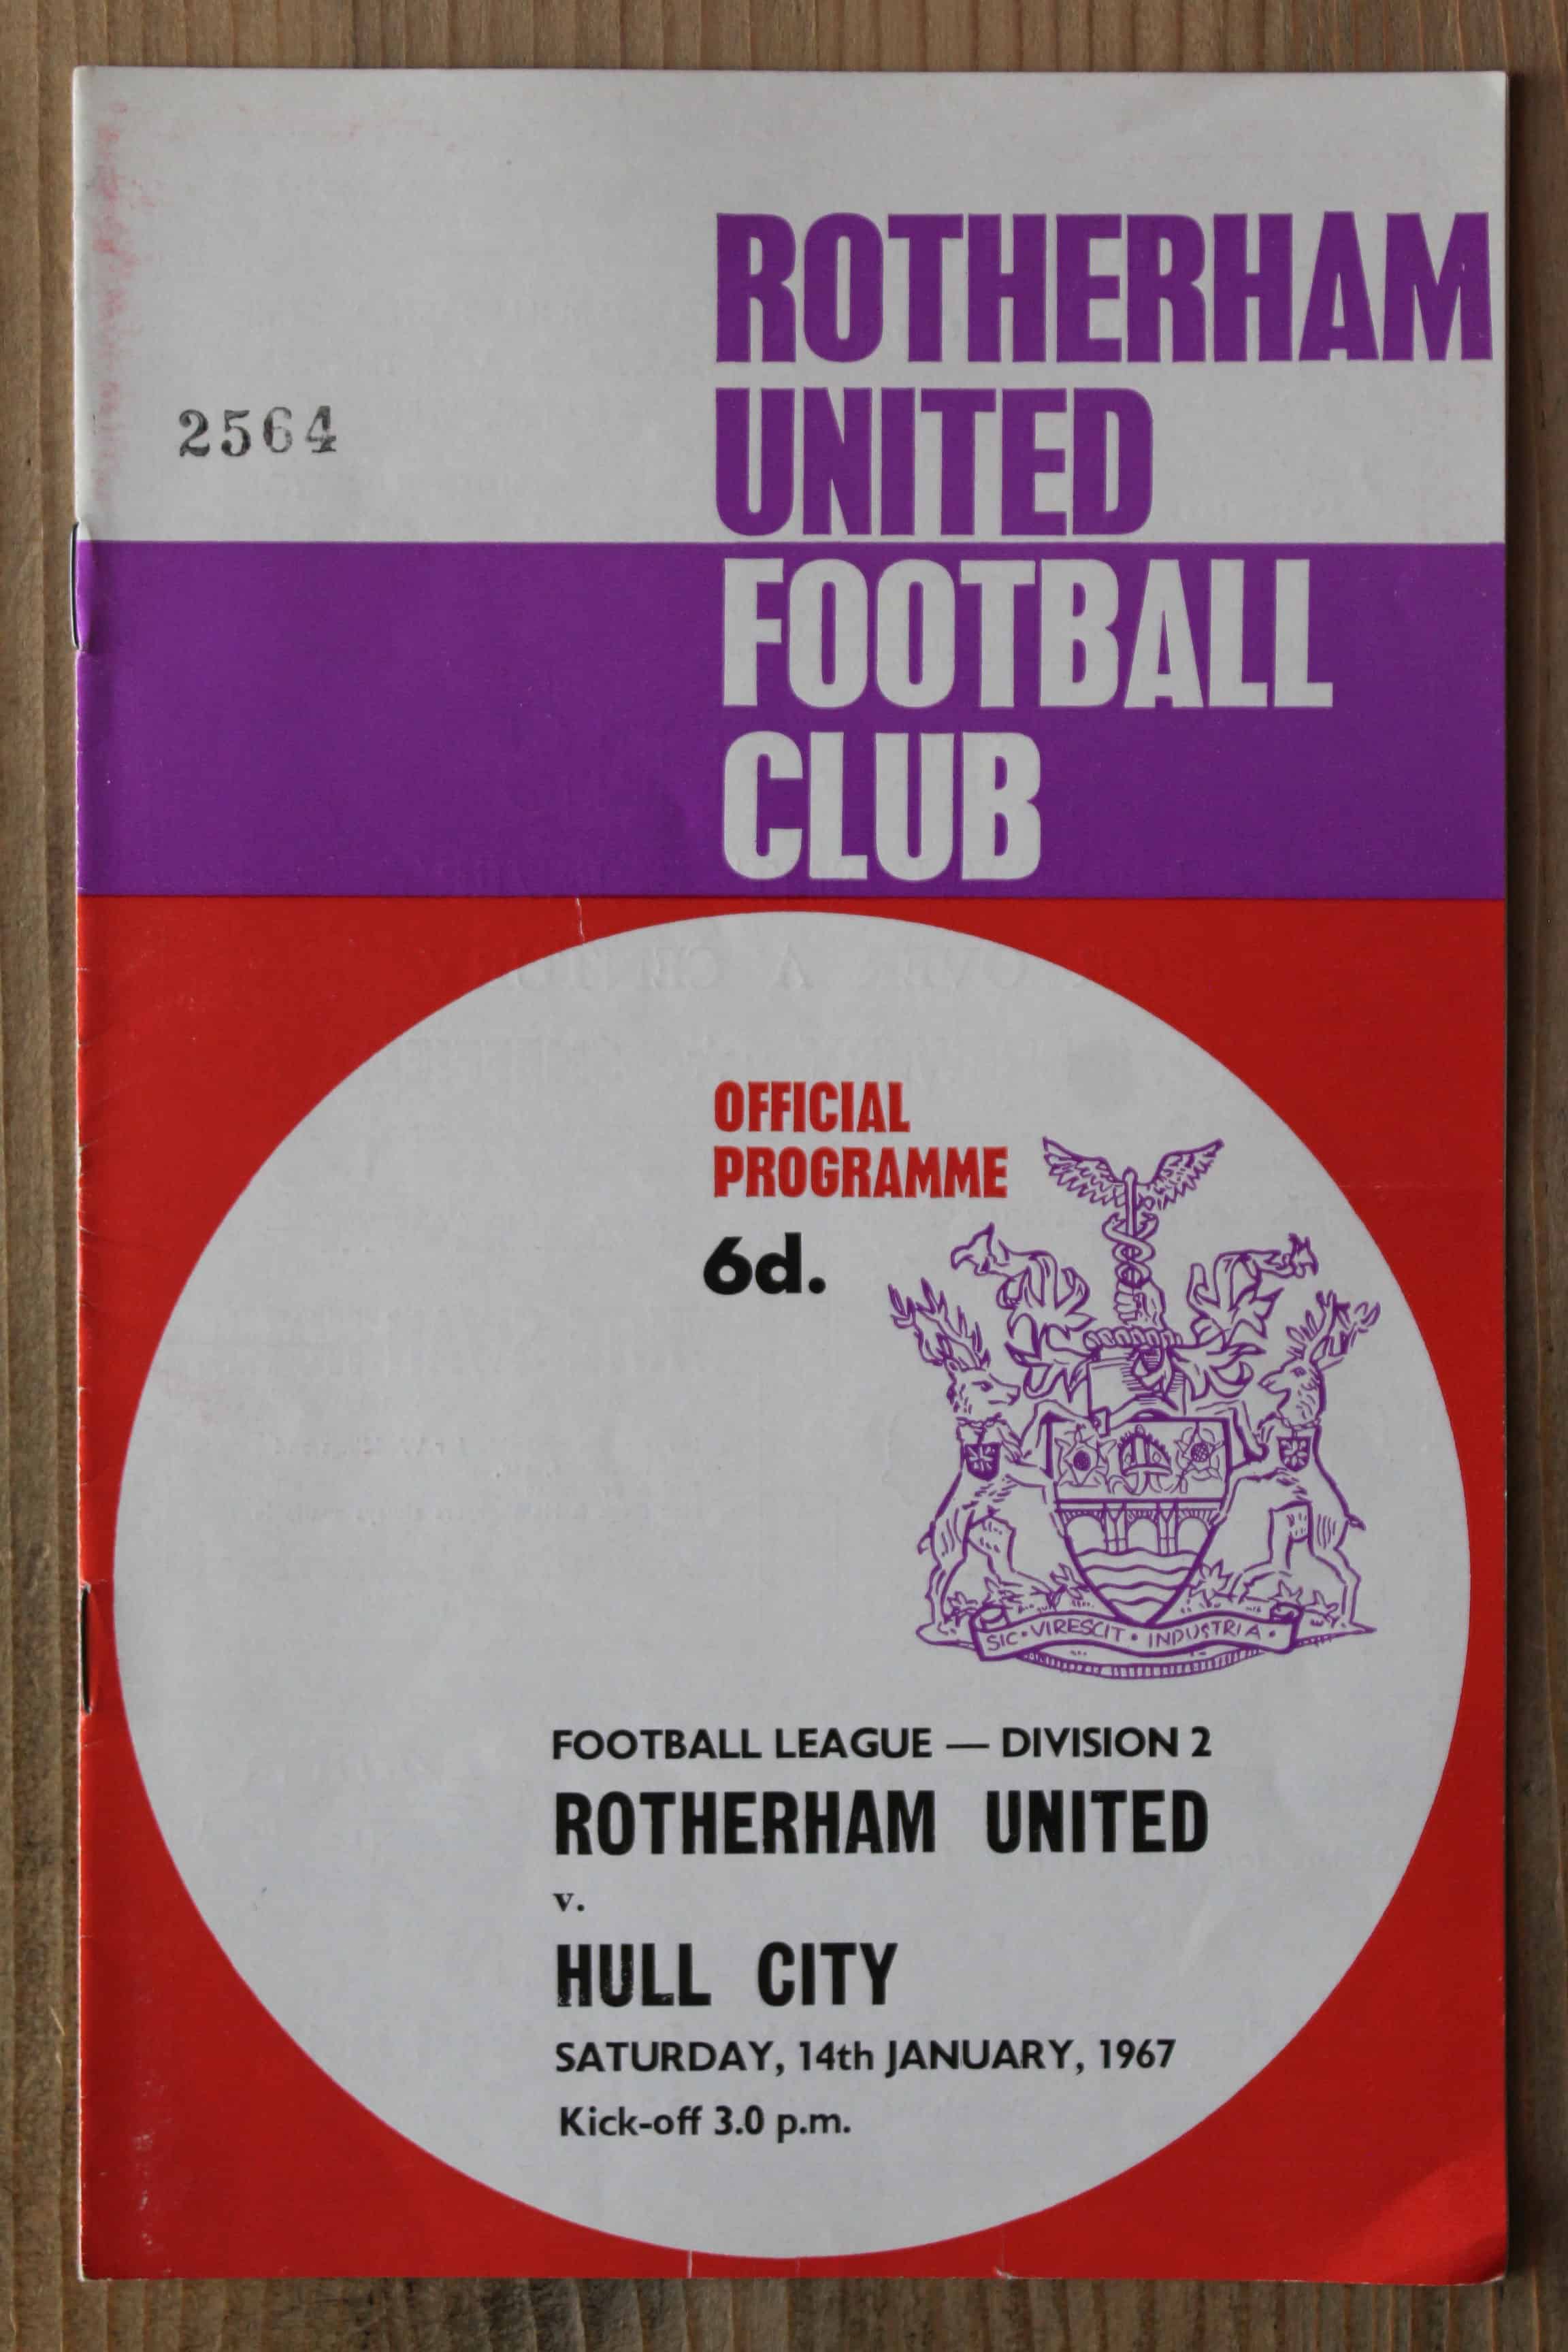 ROTHERHAM
UNITED
2564
FOOTBALL
CLUB
OFFICIAL
PROGRAMME
6d.
SIC • VIRESCIT • INDUSTRIA •
FOOTBALL LEAGUE — DIVISION 2
ROTHERHAM UNITED
v.
HULL CITY
SATURDAY, 14th JANUARY, 1967
Kick-off 3.0 p.m.